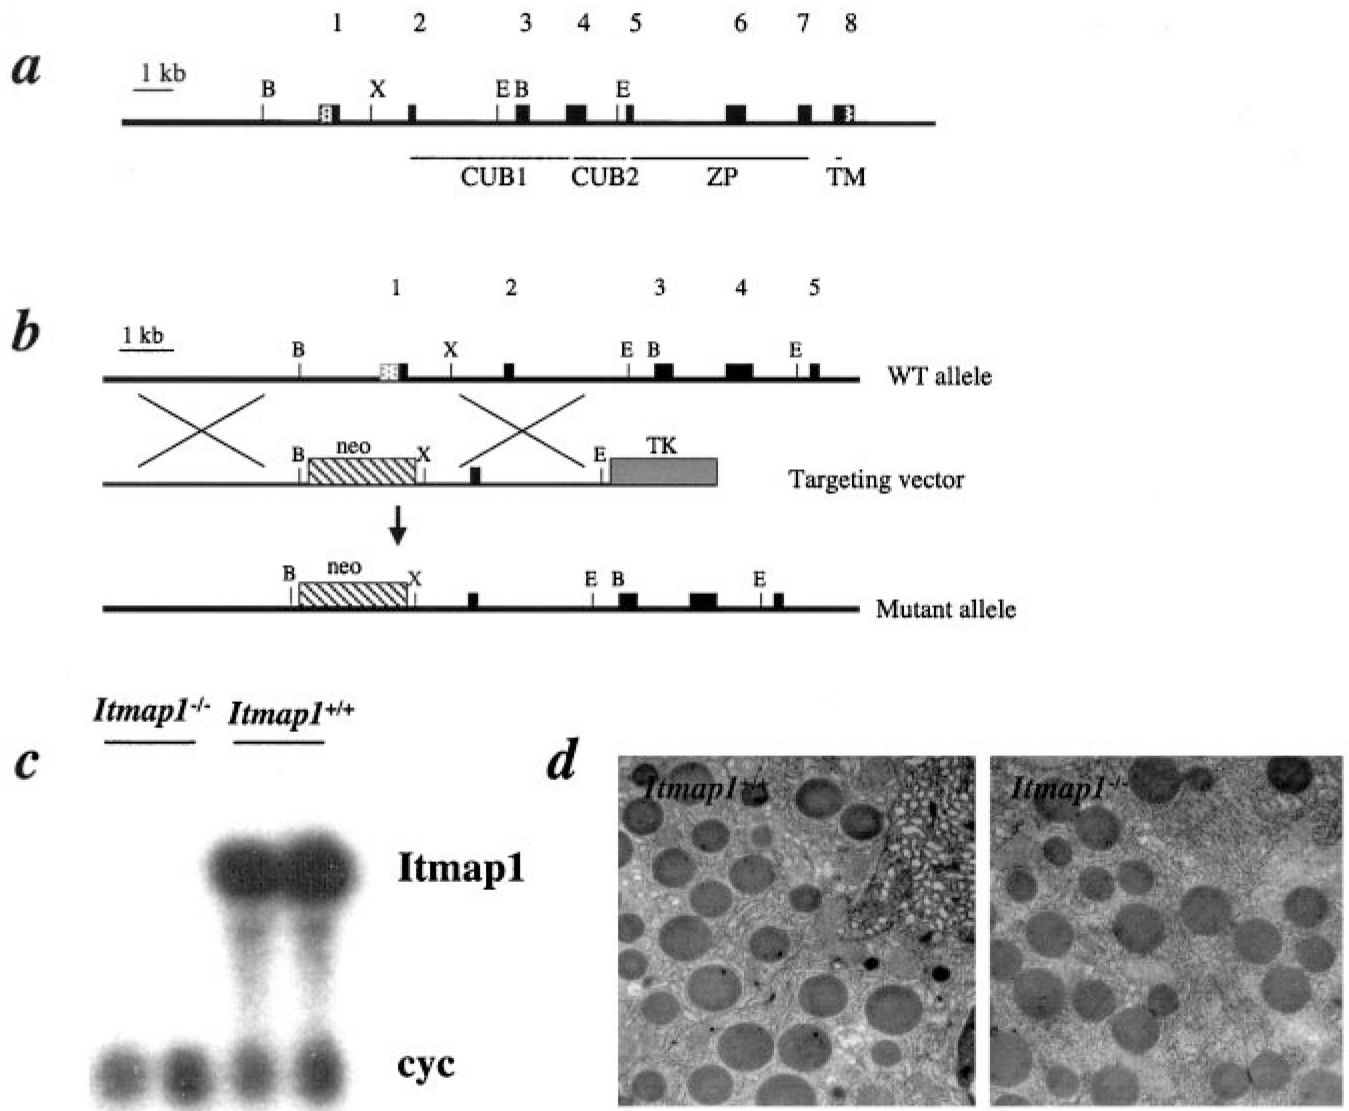 a
1 2 3 4 5 6 7 8
1 kb
B X E B E
CUB1 CUB2 ZP TM
b
1 2 3 4 5
1 kb
B X E B E
WT allele
B neo X E TK
Targeting vector
B neo X E B E
Mutant allele
c
Itmap1-/- Itmap1+/+
Itmap1
cyc
d
Itmap1+/+ Itmap1-/-